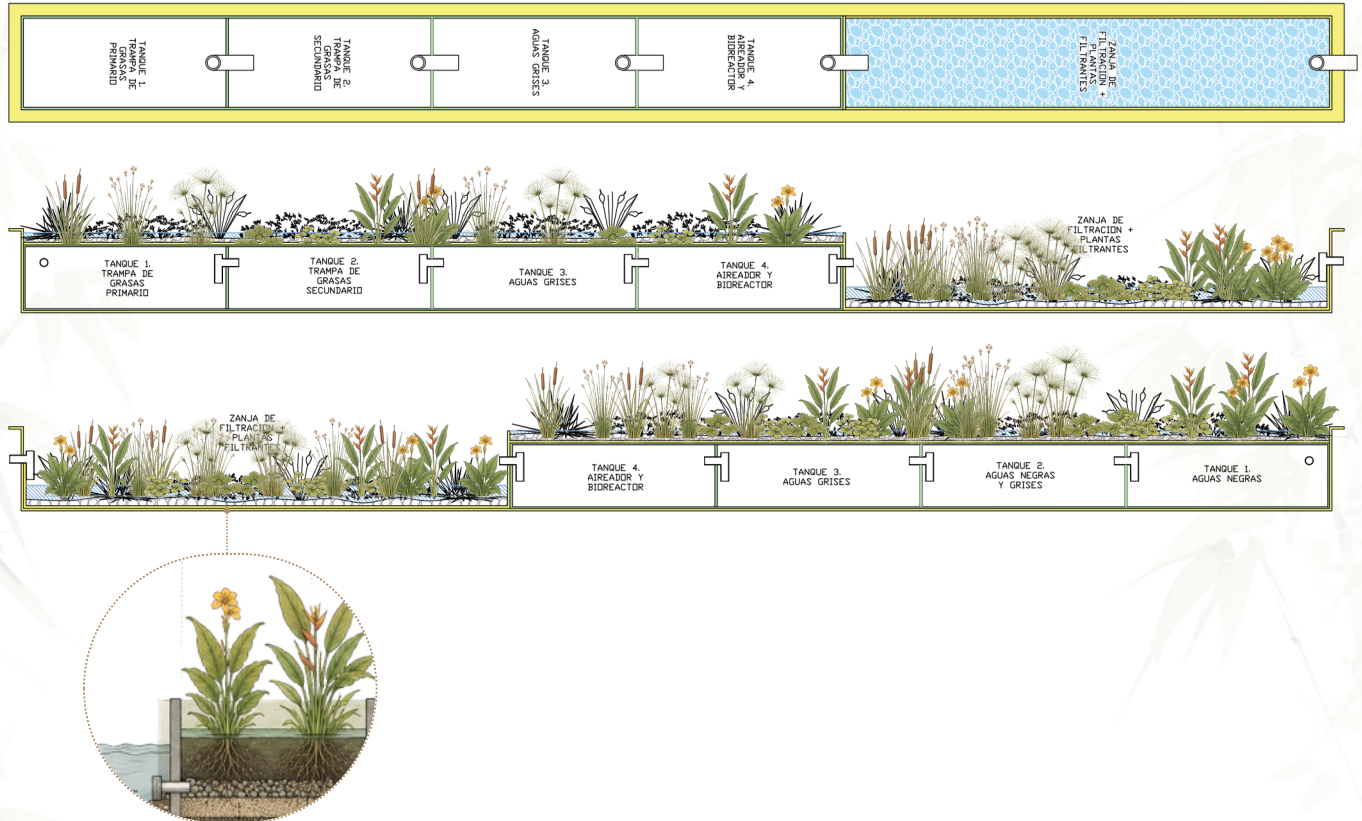 TANQUE 1.
TRAMPA DE
GRASAS
PRIMARIO
TANQUE 2.
TRAMPA DE
GRASAS
SECUNDARIO
TANQUE 3.
AGUAS GRISES
TANQUE 4.
AIREADOR Y
BIOREACTOR
ZANJA DE
FILTRACION +
PLANTAS
FILTRANTES
TANQUE 1.
TRAMPA DE
GRASAS
PRIMARIO
TANQUE 2.
TRAMPA DE
GRASAS
SECUNDARIO
TANQUE 3.
AGUAS GRISES
TANQUE 4.
AIREADOR Y
BIOREACTOR
ZANJA DE
FILTRACION +
PLANTAS
FILTRANTES
ZANJA DE
FILTRACION
PLANTAS
FILTRANTES
TANQUE 4.
AIREADOR Y
BIOREACTOR
TANQUE 3.
AGUAS GRISES
TANQUE 2.
AGUAS NEGRAS
Y GRISES
TANQUE 1.
AGUAS NEGRAS